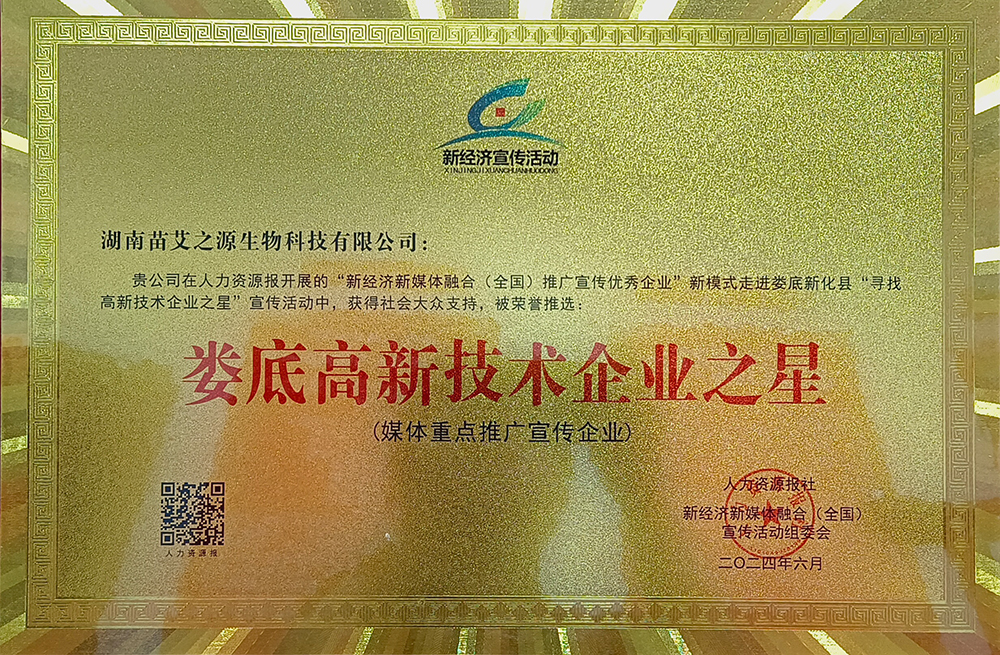 新经济宣传活动
XINJINGJIXUANCHUANHUODONG
湖南苗艾之源生物科技有限公司：
贵公司在人力资源报开展的“新经济新媒体融合（全国）推广宣传优秀企业”新模式走进娄底新化县“寻找
高新技术企业之星”宣传活动中，获得社会大众支持，被荣誉推选：
娄底高新技术企业之星
(媒体重点推广宣传企业)
人力资源报
人力资源报社
新经济新媒体融合（全国）
宣传活动组委会
二〇二四年六月